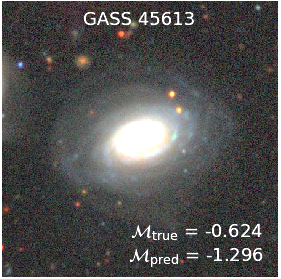 GASS 45613
ℳtrue = -0.624
ℳpred = -1.296